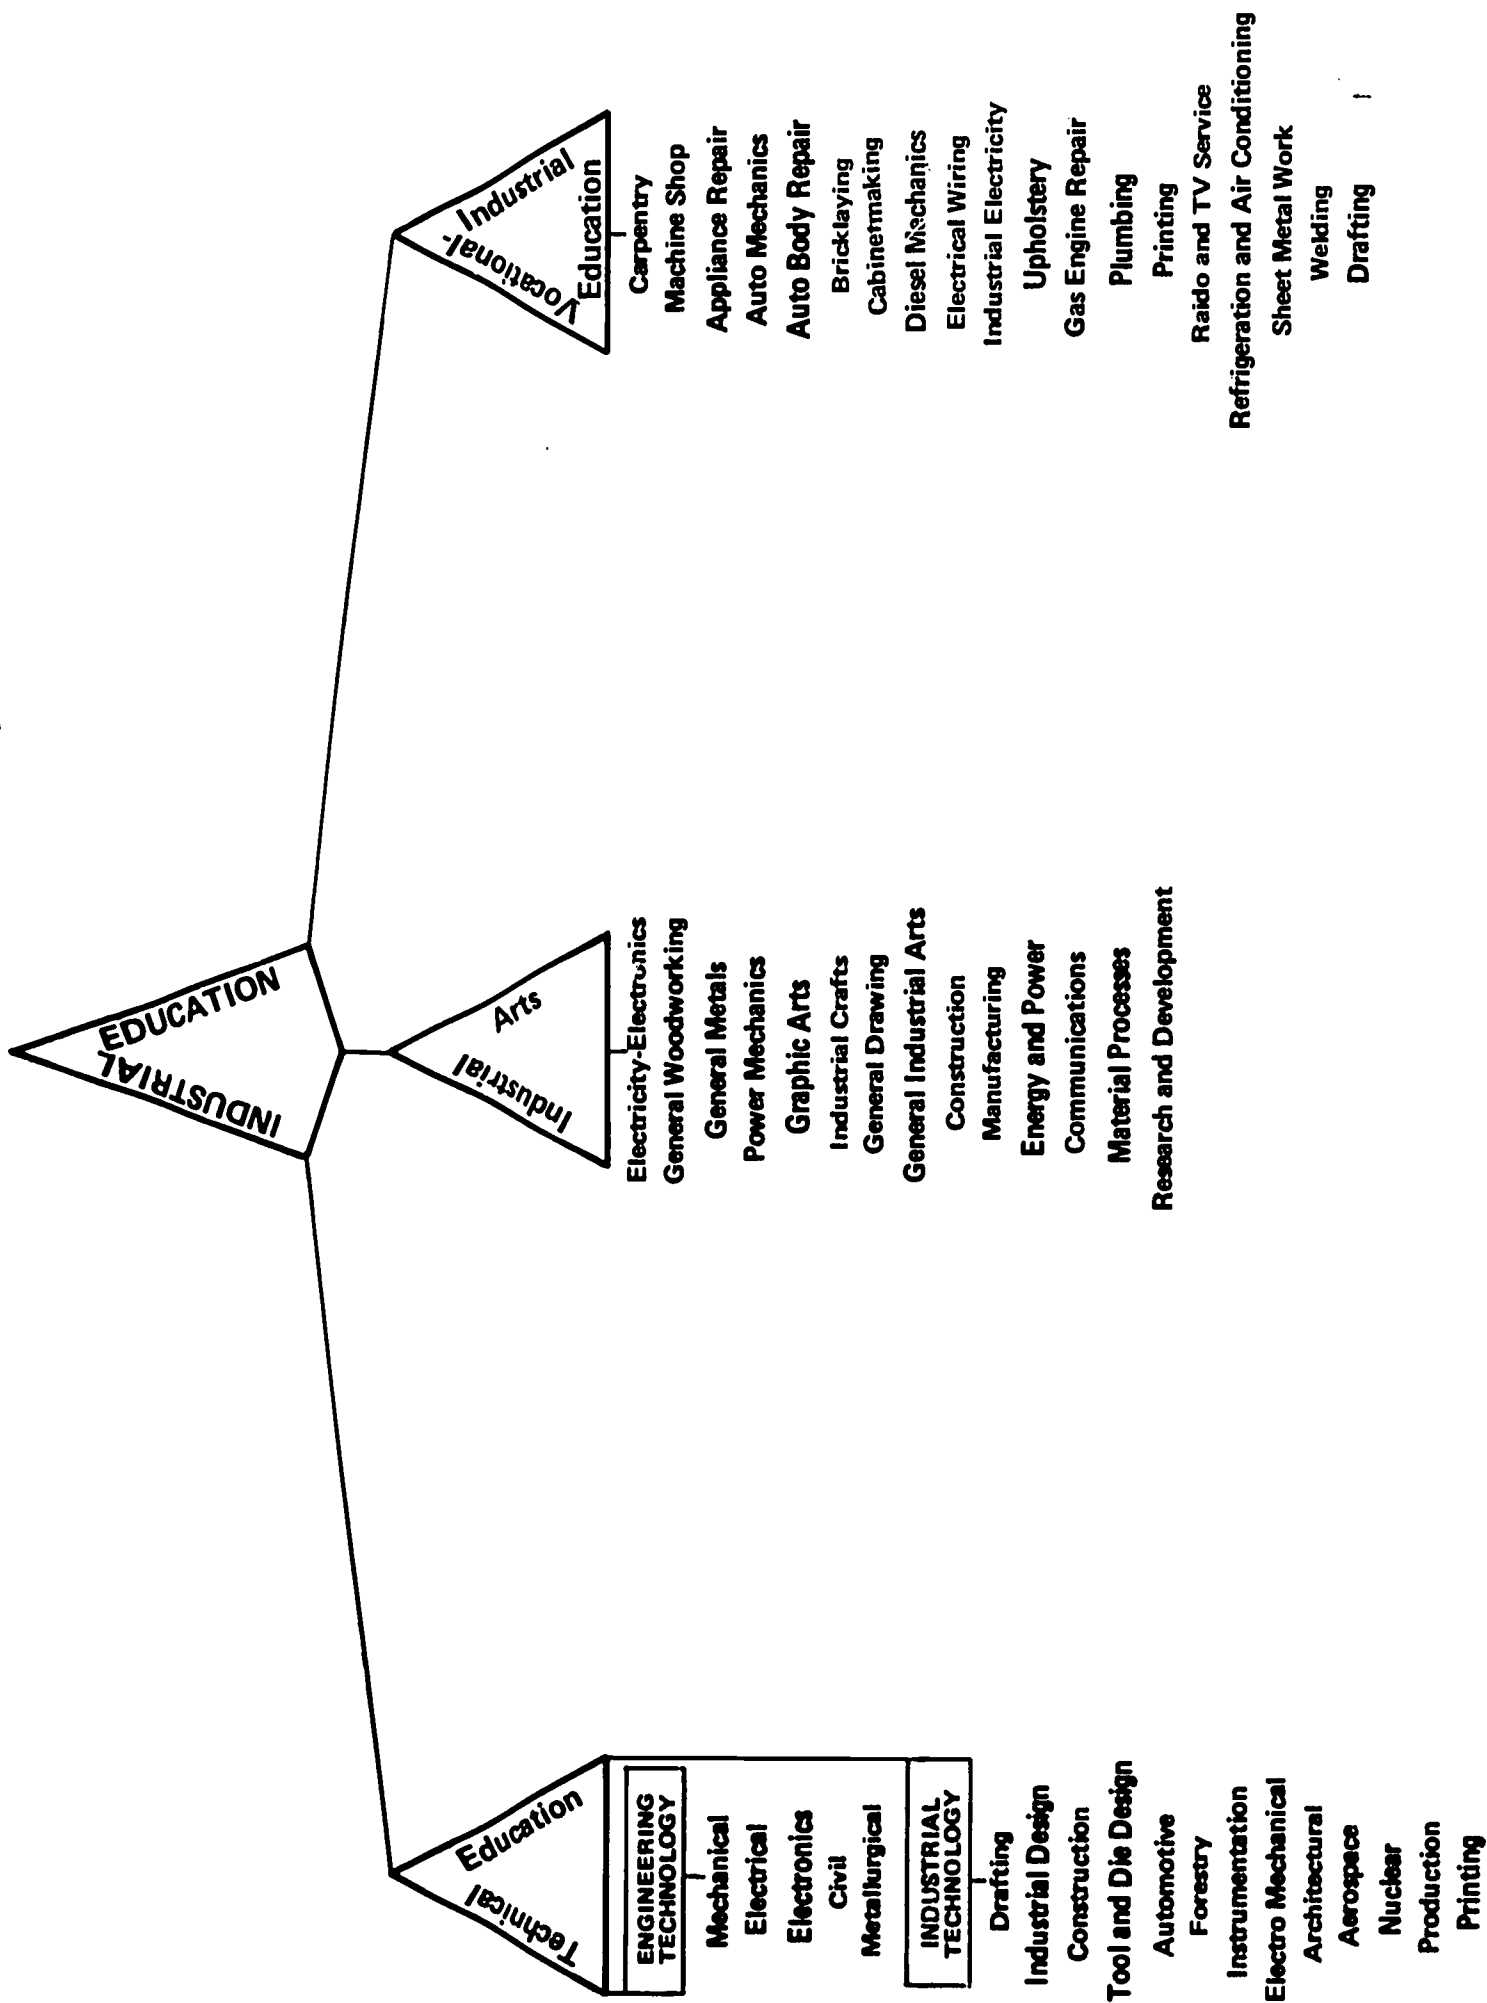 INDUSTRIAL
EDUCATION
Technical
Education
ENGINEERING
TECHNOLOGY
Mechanical
Electrical
Electronics
Civil
Metallurgical
INDUSTRIAL
TECHNOLOGY
Drafting
Industrial Design
Construction
Tool and Die Design
Automotive
Forestry
Instrumentation
Electro Mechanical
Architectural
Aerospace
Nuclear
Production
Printing
Industrial
Arts
Electricity-Electronics
General Woodworking
General Metals
Power Mechanics
Graphic Arts
Industrial Crafts
General Drawing
General Industrial Arts
Construction
Manufacturing
Energy and Power
Communications
Material Processes
Research and Development
Vocational-
Industrial
Education
Carpentry
Machine Shop
Appliance Repair
Auto Mechanics
Auto Body Repair
Bricklaying
Cabinetmaking
Diesel Mechanics
Electrical Wiring
Industrial Electricity
Upholstery
Gas Engine Repair
Plumbing
Printing
Raido and TV Service
Refrigeration and Air Conditioning
Sheet Metal Work
Welding
Drafting